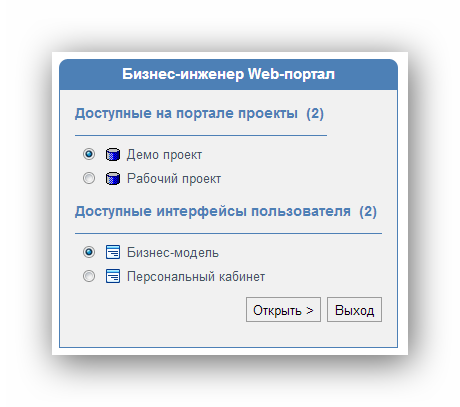 Бизнес-инженер Web-портал
Доступные на портале проекты (2)
Демо проект
Рабочий проект
Доступные интерфейсы пользователя (2)
Бизнес-модель
Персональный кабинет
Открыть > Выход